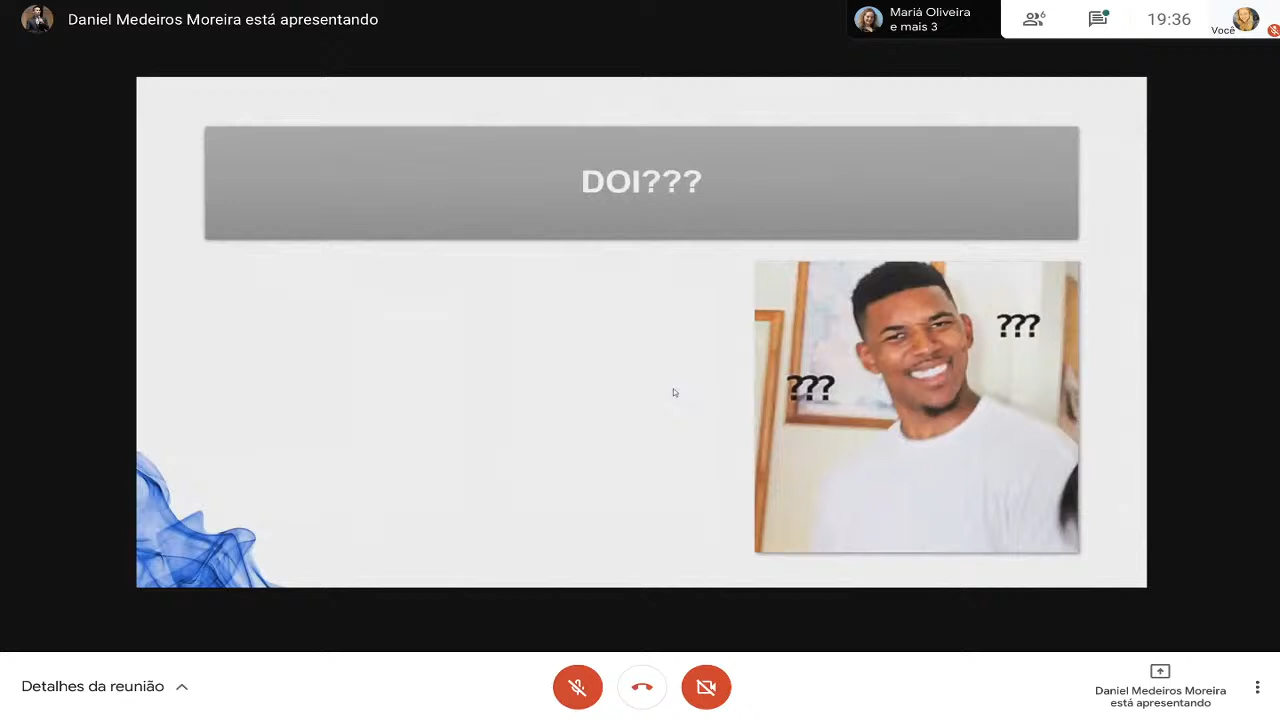 Daniel Medeiros Moreira está apresentando
Mariá Oliveira
e mais 3
6
19:36
Você
DOI???
???
???
Detalhes da reunião
Daniel Medeiros Moreira
está apresentando